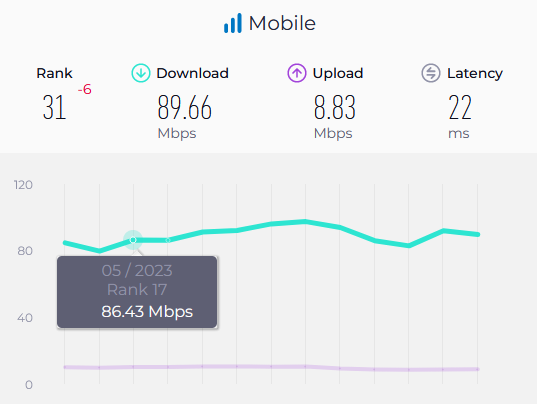 Mobile
Rank
31 -6
Download
89.66
Mbps
Upload
8.83
Mbps
Latency
22
ms
120
80
40
0
05 / 2023
Rank 17
86.43 Mbps